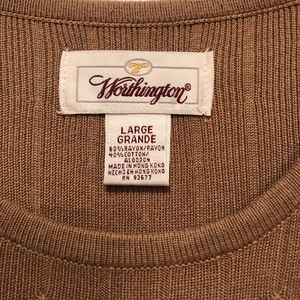 Worthington®
LARGE
GRANDE
60% RAYON/RAYON
40% COTTON/
ALGODON
MADE IN HONG KONG
HECHO EN HONG KONG
RN 93677